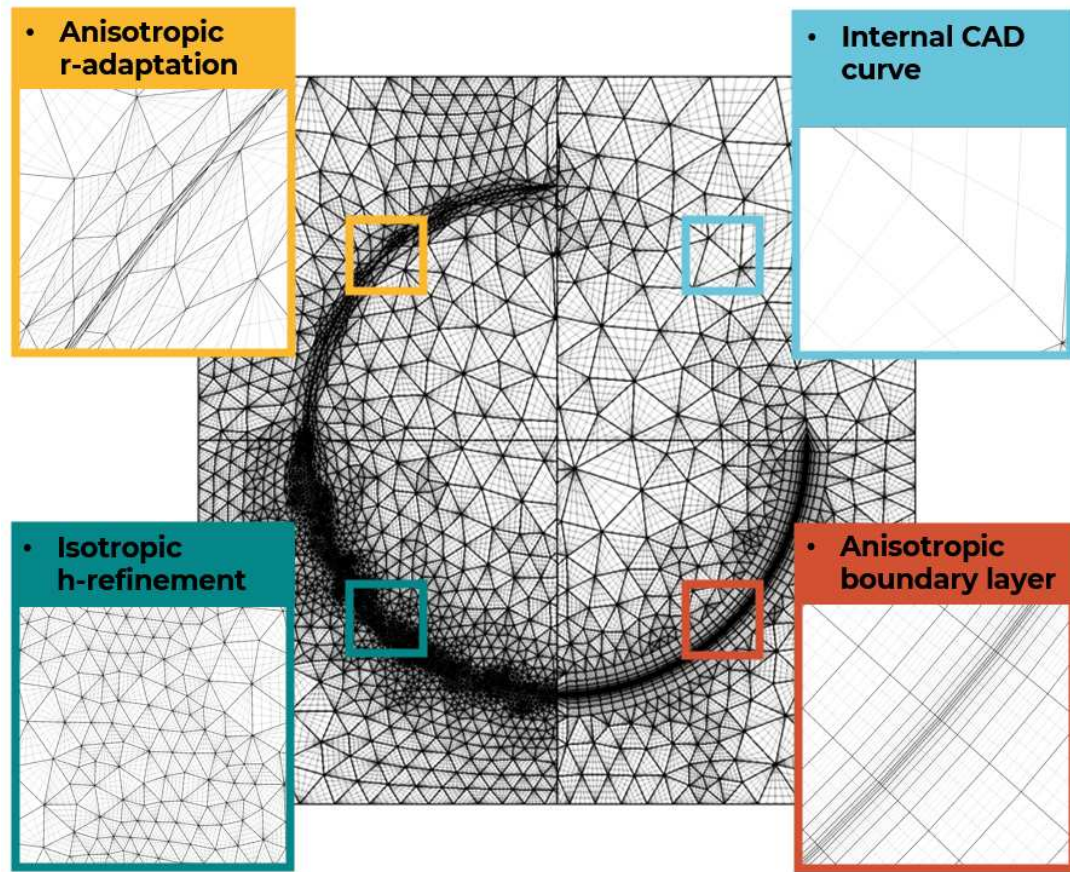 • Anisotropic
r-adaptation
• Internal CAD
curve
• Isotropic
h-refinement
• Anisotropic
boundary layer